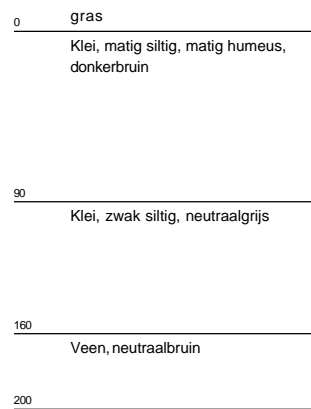 0 gras
Klei, matig siltig, matig humeus,
donkerbruin
90
Klei, zwak siltig, neutraalgrijs
160
Veen, neutraalbruin
200